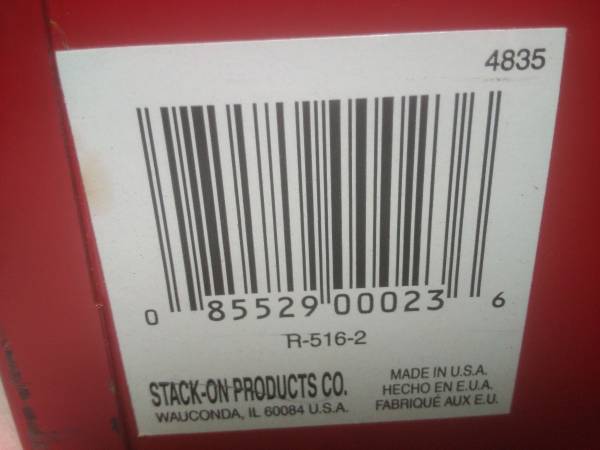 4835
0 85529 00023 6
R-516-2
STACK-ON PRODUCTS CO.
WAUCONDA, IL 60084 U.S.A.
MADE IN U.S.A.
HECHO EN E.U.A.
FABRIQUÉ AUX E.U.